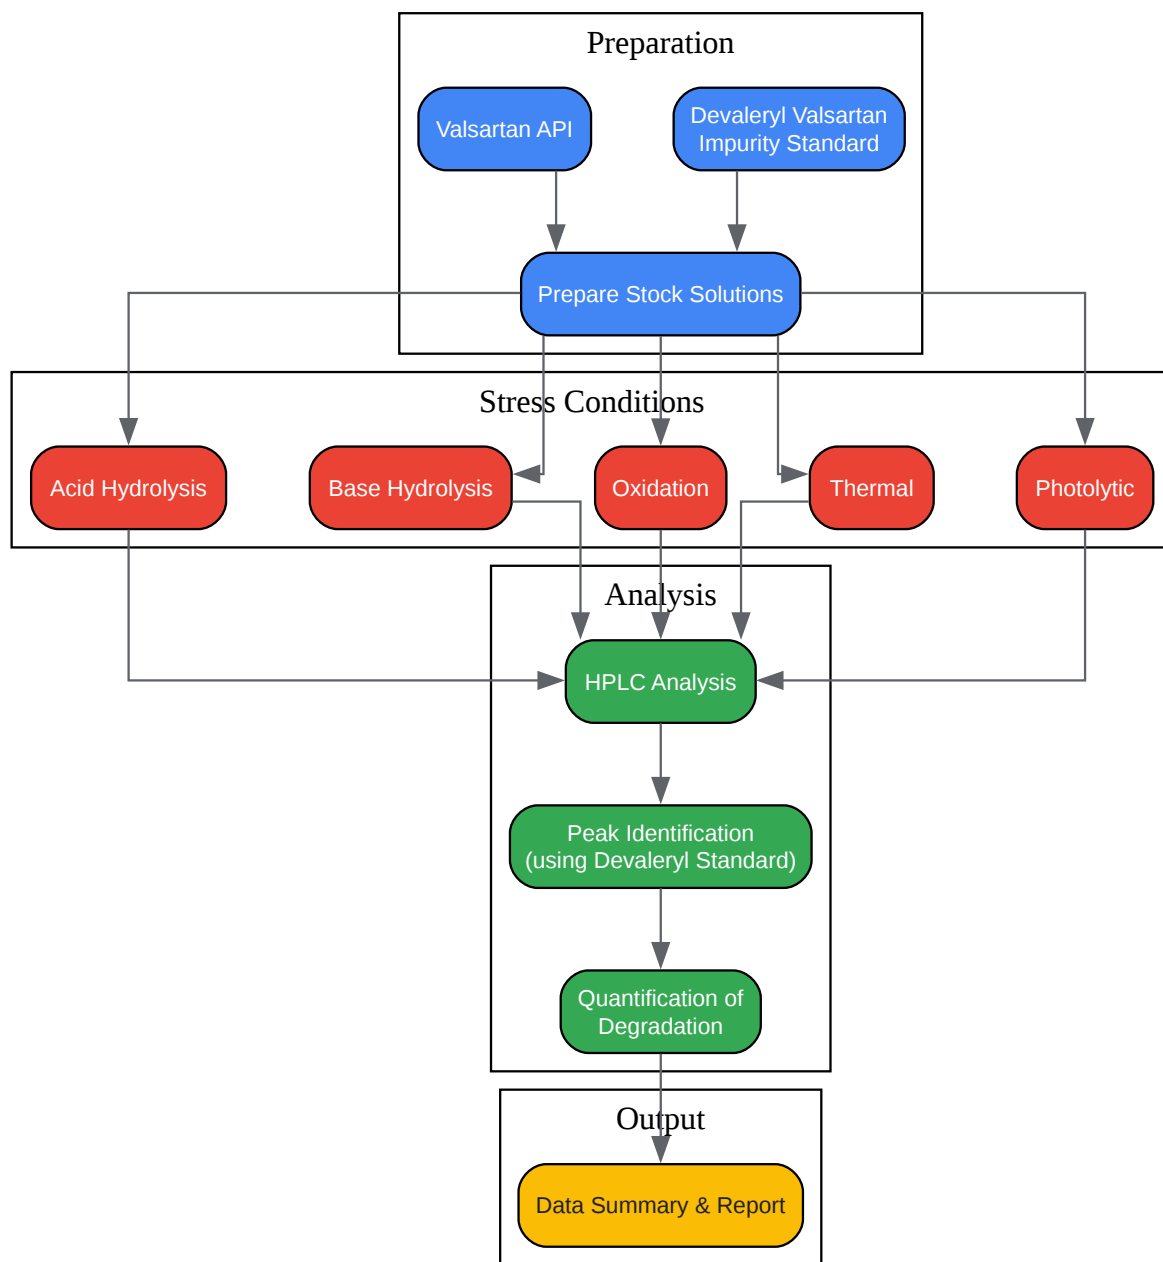 Preparation
Valsartan API
Devaleryl Valsartan
Impurity Standard
Prepare Stock Solutions
Stress Conditions
Acid Hydrolysis
Base Hydrolysis
Oxidation
Thermal
Photolytic
Analysis
HPLC Analysis
Peak Identification
(using Devaleryl Standard)
Quantification of
Degradation
Output
Data Summary & Report